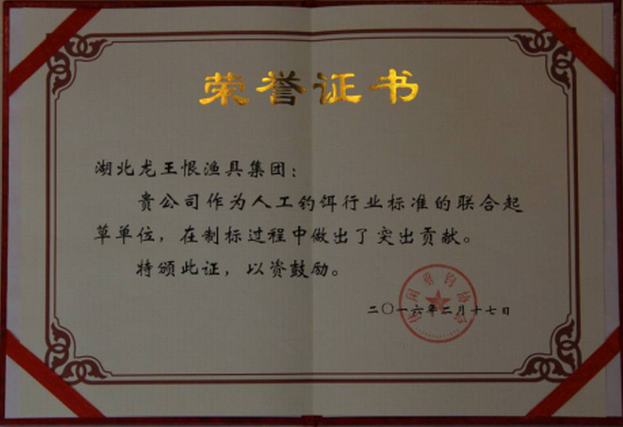 荣誉证书
湖北龙王恨渔具集团：
贵公司作为人工钓饵行业标准的联合起
草单位，在制标过程中做出了突出贡献。
特颁此证，以资鼓励。
二〇一六年二月十七日